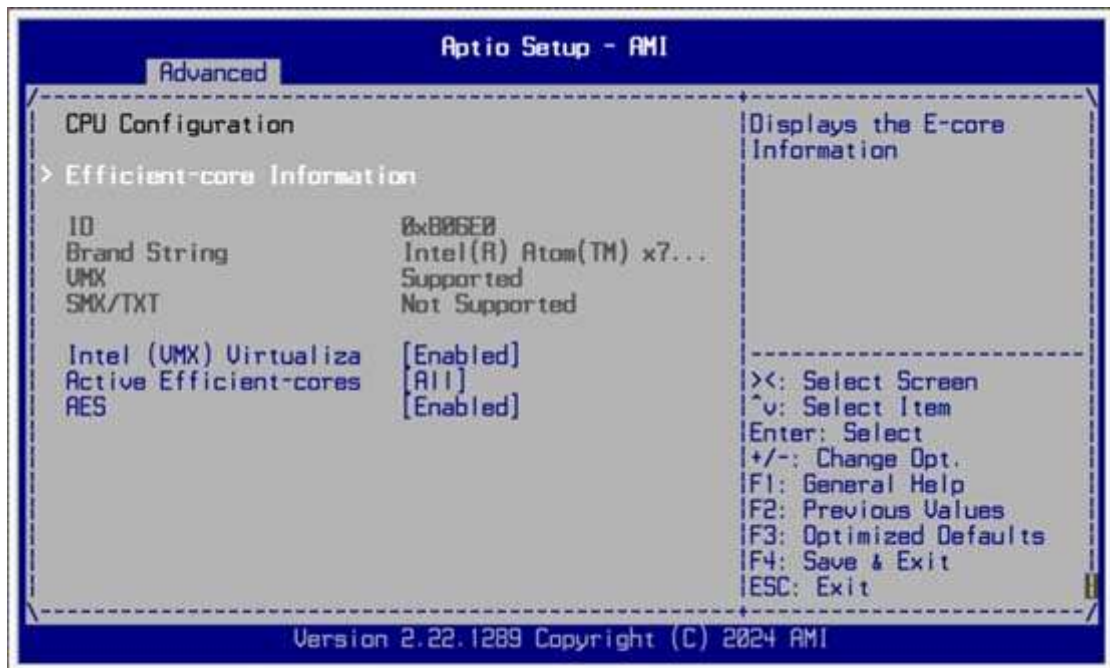 Aptio Setup - AMI
Advanced
CPU Configuration
> Efficient-core Information
ID 0xB06E0
Brand String Intel(R) Atom(TM) x7...
VMX Supported
SMX/TXT Not Supported
Intel (VMX) Virtualiza [Enabled]
Active Efficient-cores [All]
AES [Enabled]
Displays the E-core
Information
><: Select Screen
^v: Select Item
Enter: Select
+/-: Change Opt.
F1: General Help
F2: Previous Values
F3: Optimized Defaults
F4: Save & Exit
ESC: Exit
Version 2.22.1289 Copyright (C) 2024 AMI